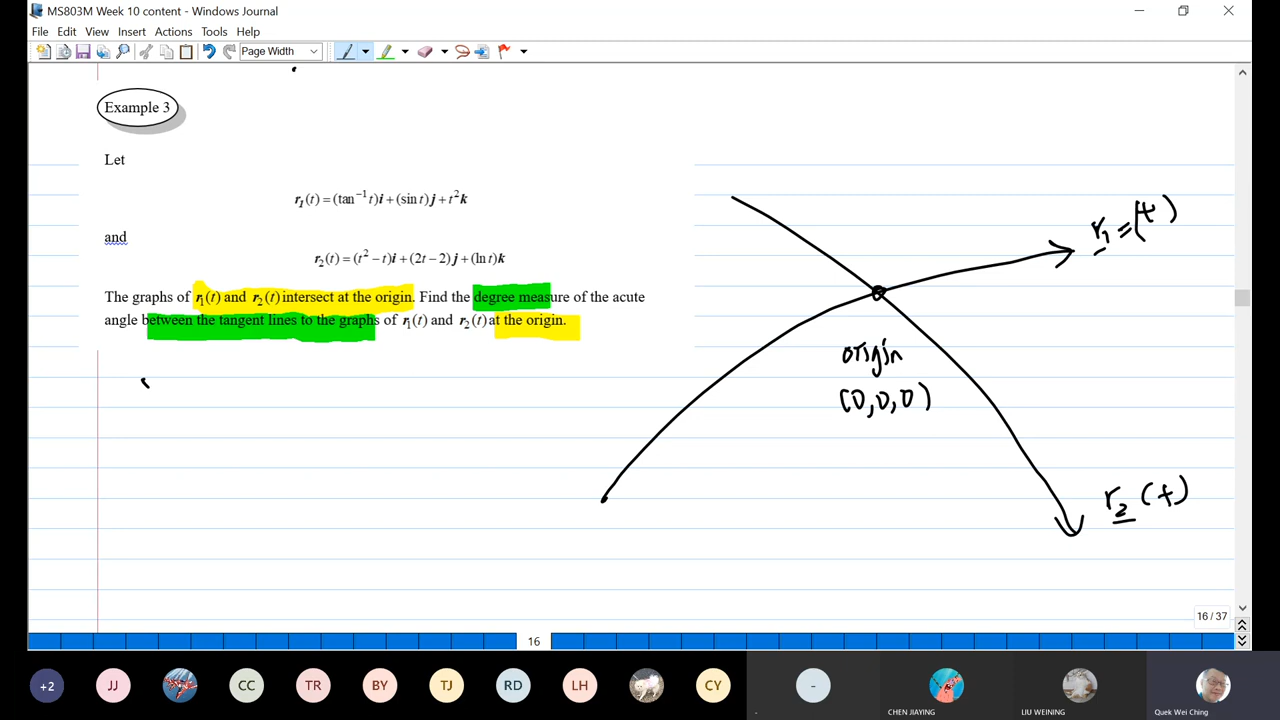 MS803M Week 10 content - Windows Journal
File Edit View Insert Actions Tools Help
Page Width
Example 3
Let
r₁(t) = (tan⁻¹ t)i + (sin t)j + t²k
and
r₂(t) = (t² − t)i + (2t − 2)j + (ln t)k
The graphs of r₁(t) and r₂(t) intersect at the origin. Find the degree measure of the acute
angle between the tangent lines to the graphs of r₁(t) and r₂(t) at the origin.
r₁ = (t)
origin
(0,0,0)
r₂ (t)
16 / 37
16
+2 JJ CC TR BY TJ RD LH CY -
- CHEN JIAYING LIU WEINING Quek Wei Ching